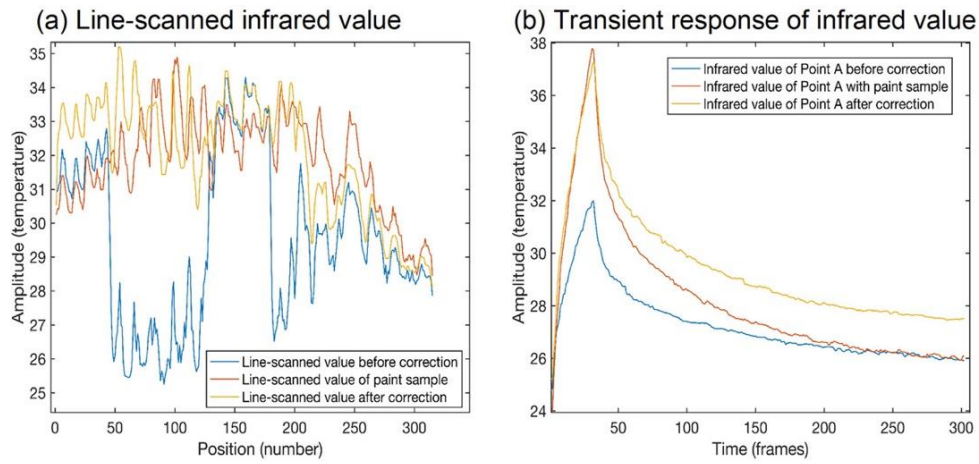 (a) Line-scanned infrared value
35
34
33
32
31
30
29
28
27
26
25
Amplitude (temperature)
0 50 100 150 200 250 300
Position (number)
Line-scanned value before correction
Line-scanned value of paint sample
Line-scanned value after correction
(b) Transient response of infrared value
38
36
34
32
30
28
26
24
Amplitude (temperature)
50 100 150 200 250 300
Time (frames)
Infrared value of Point A before correction
Infrared value of Point A with paint sample
Infrared value of Point A after correction